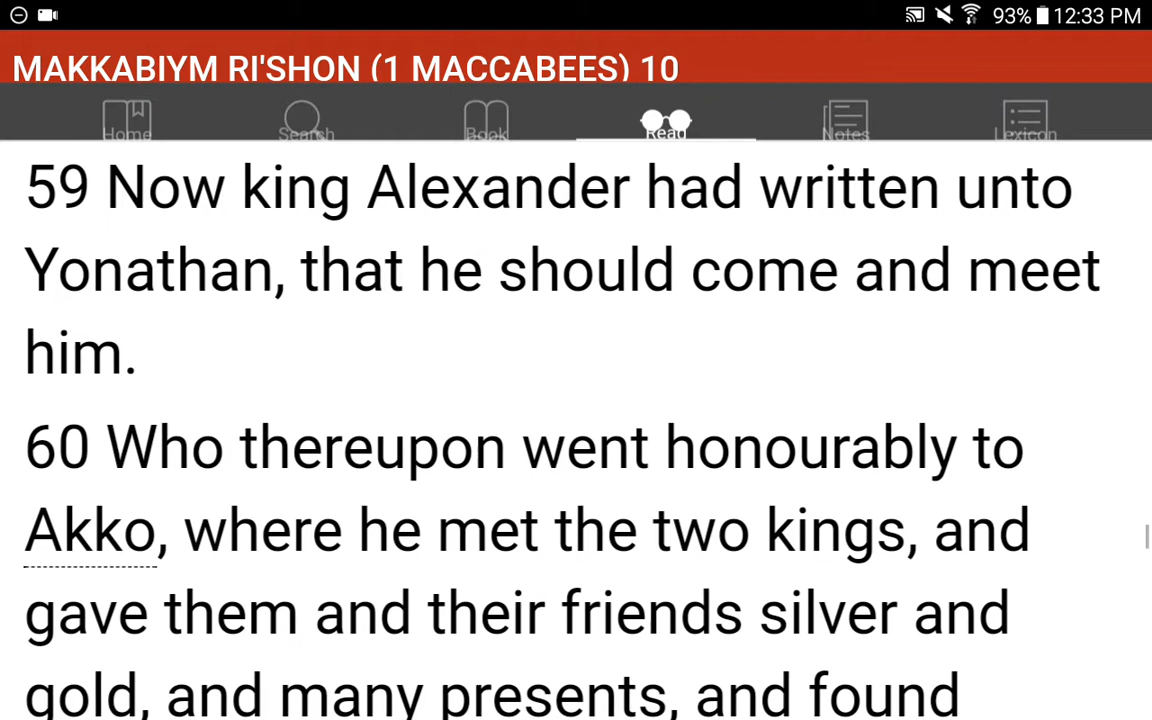 93% 12:33 PM
MAKKABIYM RI'SHON (1 MACCABEES) 10
Home Search Book Read Notes Lexicon
59 Now king Alexander had written unto
Yonathan, that he should come and meet
him.
60 Who thereupon went honourably to
Akko, where he met the two kings, and
gave them and their friends silver and
gold, and many presents, and found